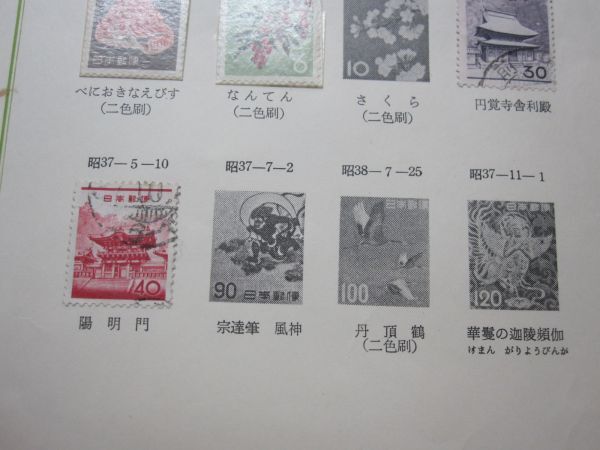 日本郵便
6
10
30
べにおきなえびす
(二色刷)
なんてん
(二色刷)
さくら
(二色刷)
円覚寺舎利殿
昭37—5—10
昭37—7—2
昭38—7—25
昭37—11—1
日本郵便
40
90 日本郵便
日本郵便
100
日本郵便
120
陽明門
宗達筆 風神
丹頂鶴
(二色刷)
華鬘の迦陵頻伽
けまん がりようびんが